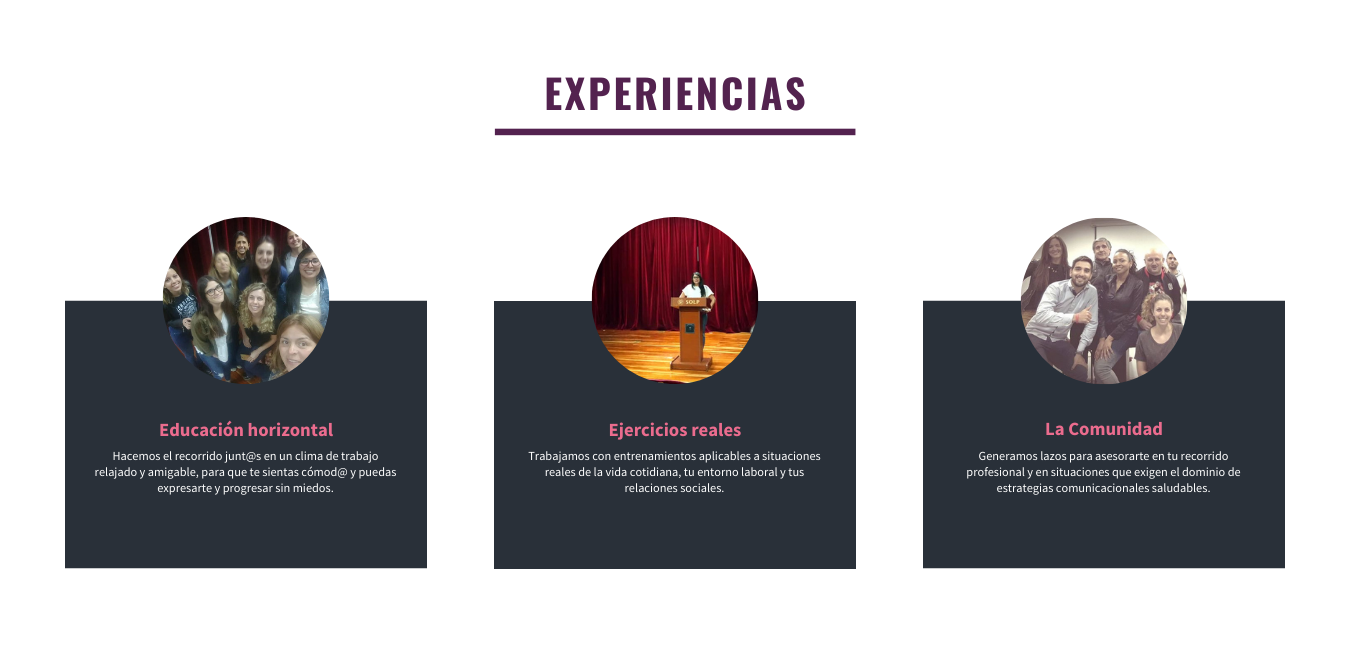 EXPERIENCIAS
SOLP
Educación horizontal
Hacemos el recorrido junt@s en un clima de trabajo
relajado y amigable, para que te sientas cómod@ y puedas
expresarte y progresar sin miedos.
Ejercicios reales
Trabajamos con entrenamientos aplicables a situaciones
reales de la vida cotidiana, tu entorno laboral y tus
relaciones sociales.
La Comunidad
Generamos lazos para asesorarte en tu recorrido
profesional y en situaciones que exigen el dominio de
estrategias comunicacionales saludables.